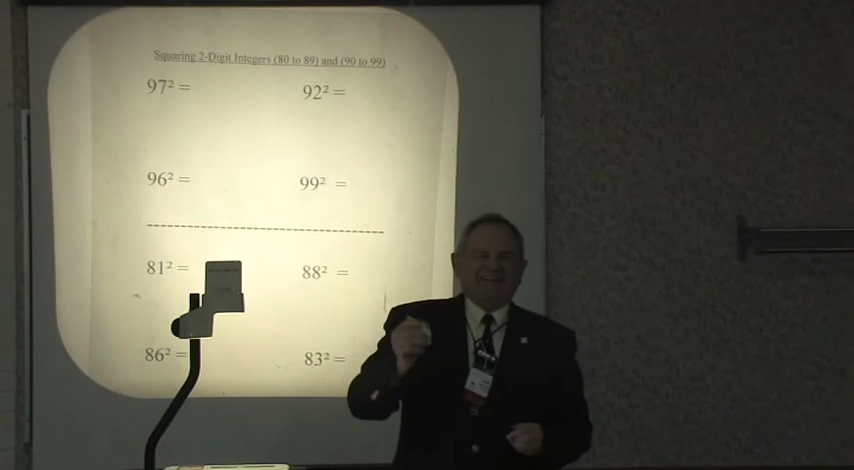 Squaring 2-Digit Integers (80 to 89) and (90 to 99)
97² = 92² =
96² = 99² =
81² = 88² =
86² = 83² =